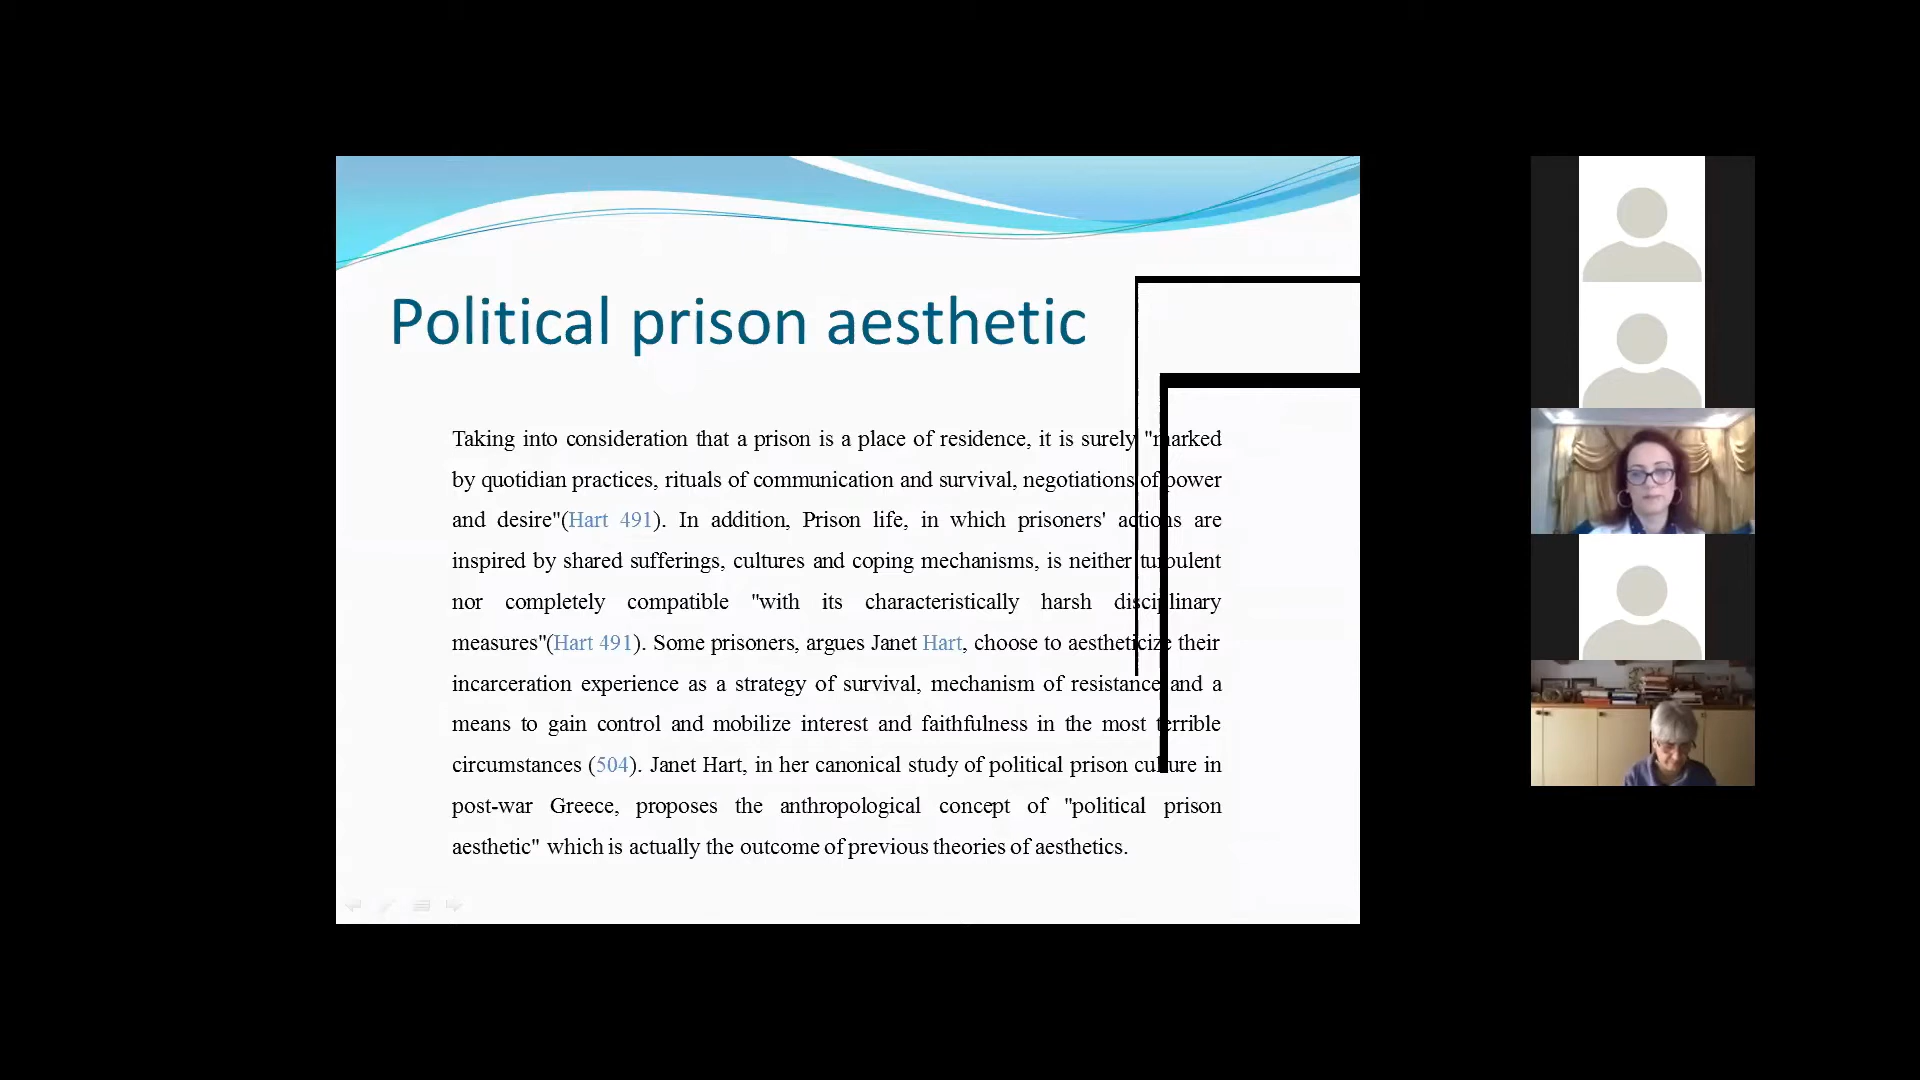 Political prison aesthetic
Taking into consideration that a prison is a place of residence, it is surely "marked
by quotidian practices, rituals of communication and survival, negotiations of power
and desire"(Hart 491). In addition, Prison life, in which prisoners' actions are
inspired by shared sufferings, cultures and coping mechanisms, is neither turbulent
nor completely compatible "with its characteristically harsh disciplinary
measures"(Hart 491). Some prisoners, argues Janet Hart, choose to aestheticize their
incarceration experience as a strategy of survival, mechanism of resistance and a
means to gain control and mobilize interest and faithfulness in the most terrible
circumstances (504). Janet Hart, in her canonical study of political prison culture in
post-war Greece, proposes the anthropological concept of "political prison
aesthetic" which is actually the outcome of previous theories of aesthetics.